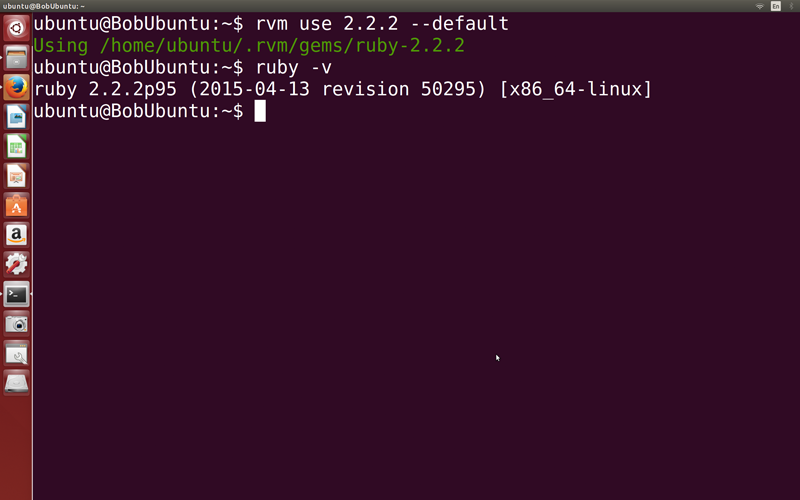 ubuntu@BobUbuntu: ~
En
ubuntu@BobUbuntu:~$ rvm use 2.2.2 --default
Using /home/ubuntu/.rvm/gems/ruby-2.2.2
ubuntu@BobUbuntu:~$ ruby -v
ruby 2.2.2p95 (2015-04-13 revision 50295) [x86_64-linux]
ubuntu@BobUbuntu:~$
a
>_